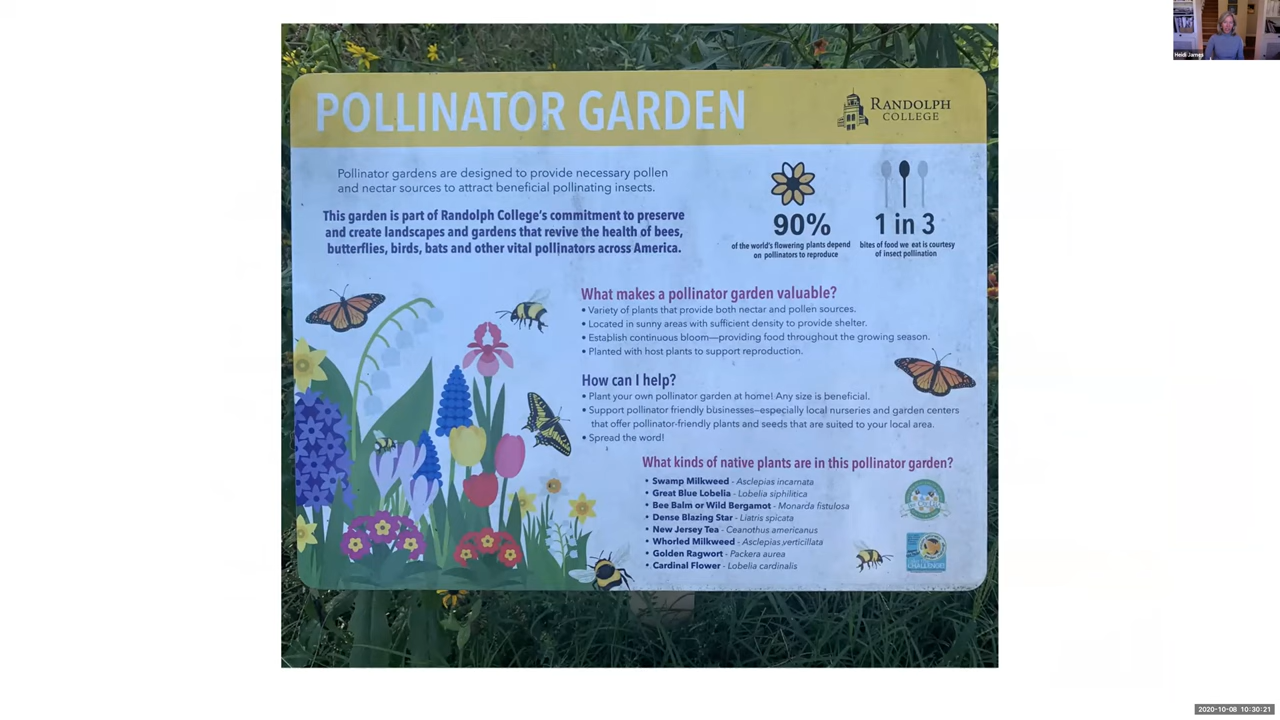 POLLINATOR GARDEN
RANDOLPH
COLLEGE
Pollinator gardens are designed to provide necessary pollen
and nectar sources to attract beneficial pollinating insects.
This garden is part of Randolph College's commitment to preserve
and create landscapes and gardens that revive the health of bees,
butterflies, birds, bats and other vital pollinators across America.
90%
of the world's flowering plants depend
on pollinators to reproduce
1 in 3
bites of food we eat is courtesy
of insect pollination
What makes a pollinator garden valuable?
• Variety of plants that provide both nectar and pollen sources.
• Located in sunny areas with sufficient density to provide shelter.
• Establish continuous bloom—providing food throughout the growing season.
• Planted with host plants to support reproduction.
How can I help?
• Plant your own pollinator garden at home! Any size is beneficial.
• Support pollinator friendly businesses—especially local nurseries and garden centers
that offer pollinator-friendly plants and seeds that are suited to your local area.
• Spread the word!
What kinds of native plants are in this pollinator garden?
• Swamp Milkweed - Asclepias incarnata
• Great Blue Lobelia - Lobelia siphilitica
• Bee Balm or Wild Bergamot - Monarda fistulosa
• Dense Blazing Star - Liatris spicata
• New Jersey Tea - Ceanothus americanus
• Whorled Milkweed - Asclepias verticillata
• Golden Ragwort - Packera aurea
• Cardinal Flower - Lobelia cardinalis
CHALLENGE!
Heidi James
2020-10-08 10:30:21